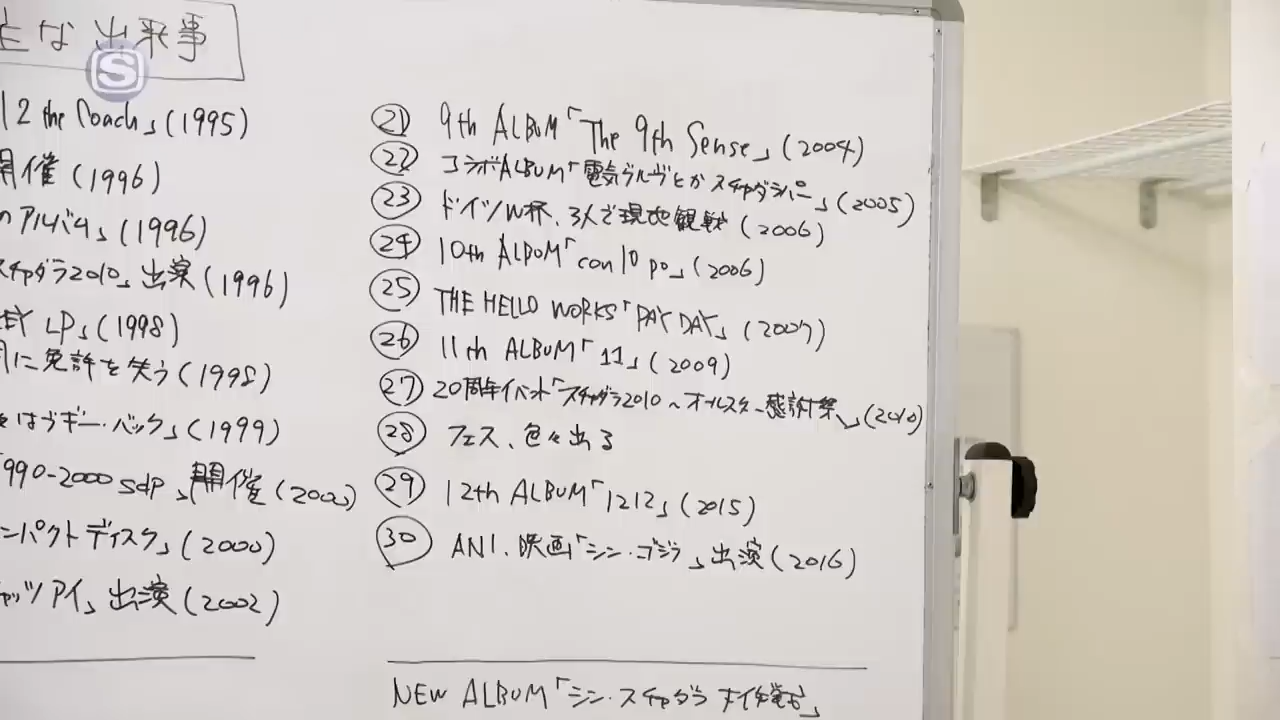 な出来事
S
12 the Coach」(1995)
開催 (1996)
のアルバム」(1996)
スチャダラ2010」出演 (1996)
LP」(1998)
に免許を失う (1998)
はブギー・バック」(1999)
1990-2000 sdp」開催 (2000)
ンパクトディスク」(2000)
ャッツアイ」出演 (2002)
㉑ 9th ALBUM「The 9th Sense」(2004)
㉒ コラボALBUM「電気グルーヴとかスチャダラパー」(2005)
㉓ ドイツW杯、3人で現地観戦 (2006)
㉔ 10th ALBUM「con10po」(2006)
㉕ THE HELLO WORKS「PAY DAY」(2007)
㉖ 11th ALBUM「11」(2009)
㉗ 20周年イベント「スチャダラ2010〜オールスター感謝祭〜」(2010)
㉘ フェス、色々出る
㉙ 12th ALBUM「1212」(2015)
㉚ ANI、映画「シン・ゴジラ」出演 (2016)
NEW ALBUM「シン・スチャダラ大作戦」